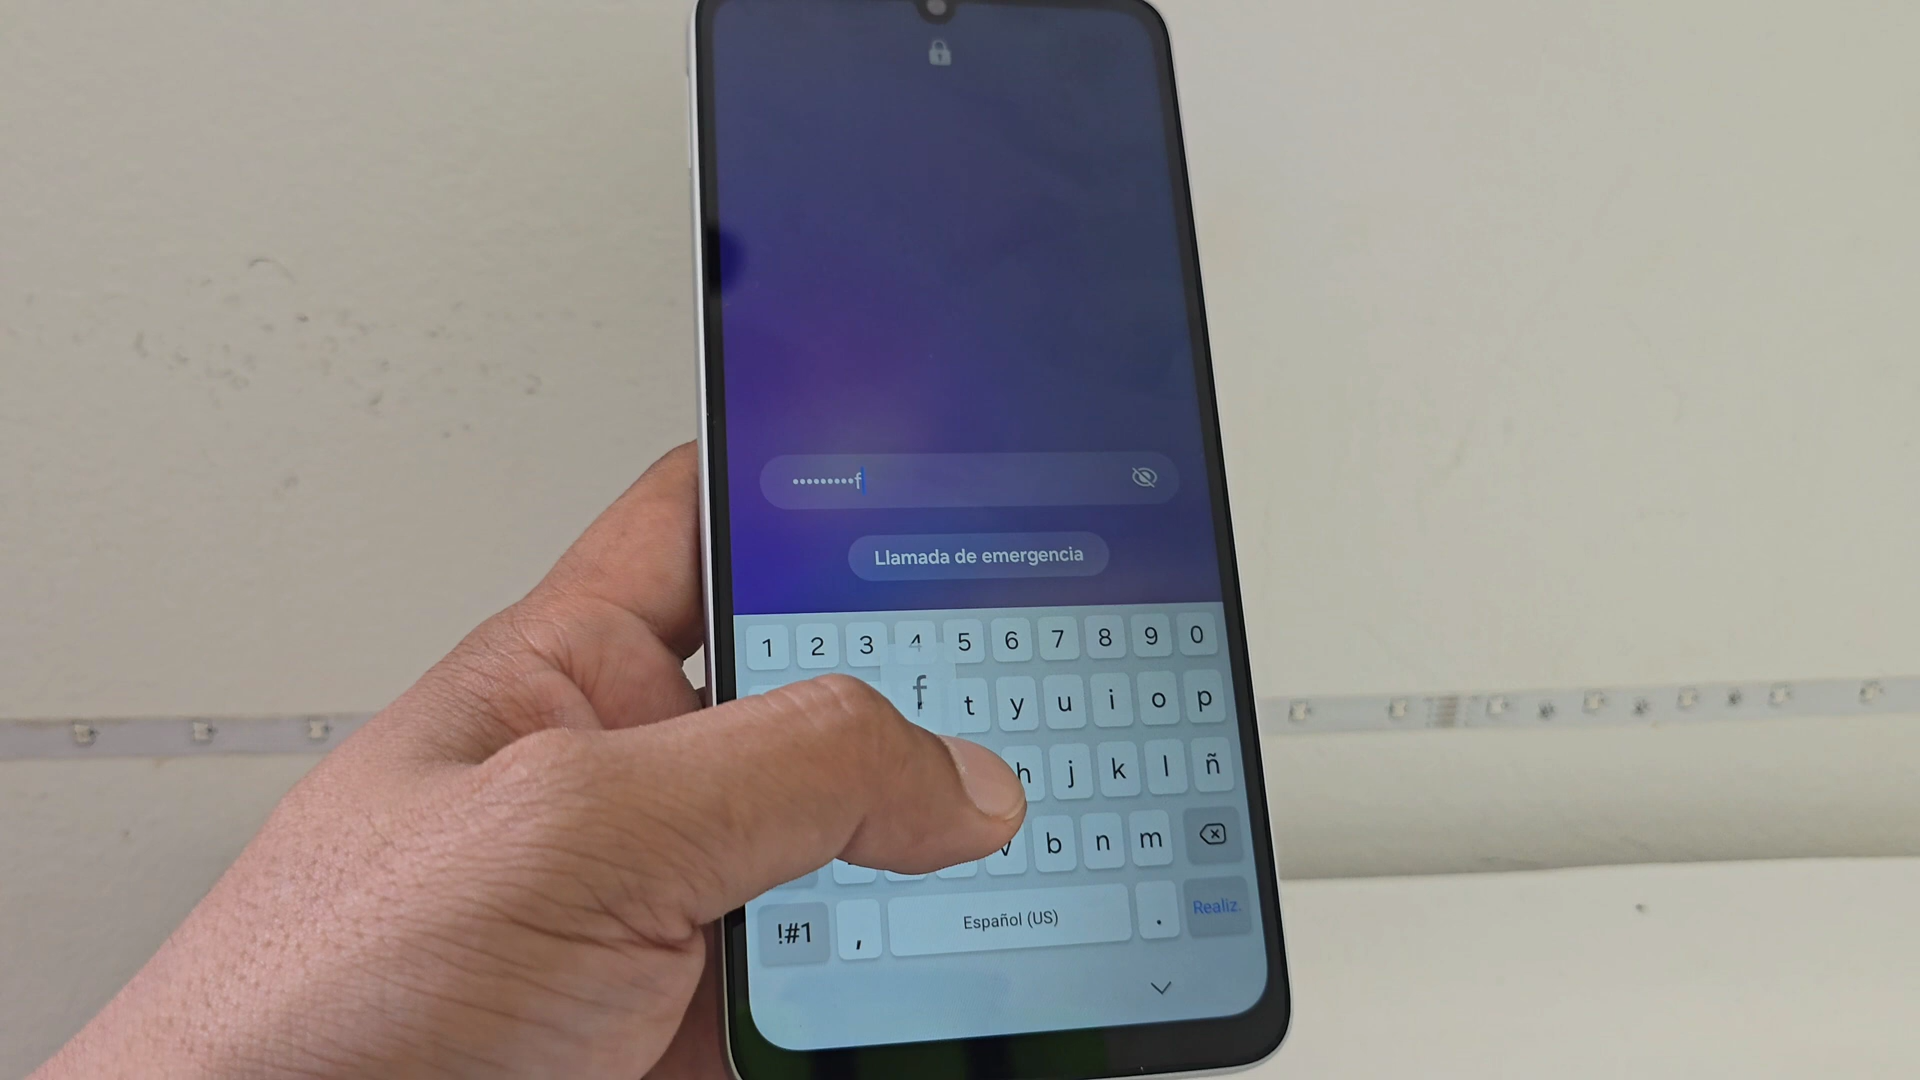 •••••••••f
Llamada de emergencia
1 2 3 4 5 6 7 8 9 0
f t y u i o p
h j k l ñ
v b n m
!#1 , Español (US) . Realiz.